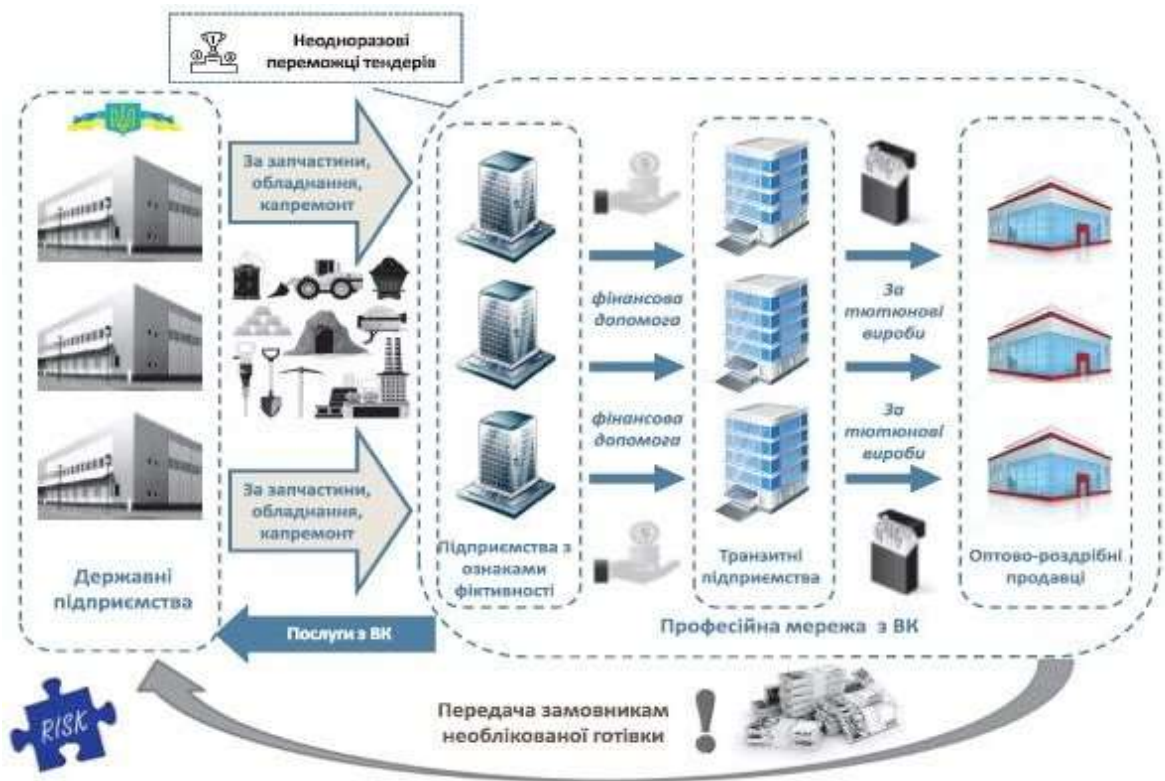 Неодноразові
переможці тендерів
За запчастини,
обладнання,
капремонт
фінансова
допомога
За
тютюнові
вироби
фінансова
допомога
За
тютюнові
вироби
За запчастини,
обладнання,
капремонт
Державні
підприємства
Підприємства з
ознаками
фіктивності
Транзитні
підприємства
Оптово-роздрібні
продавці
Послуги з ВК
Професійна мережа з ВК
RISK
Передача замовникам
необлікованої готівки